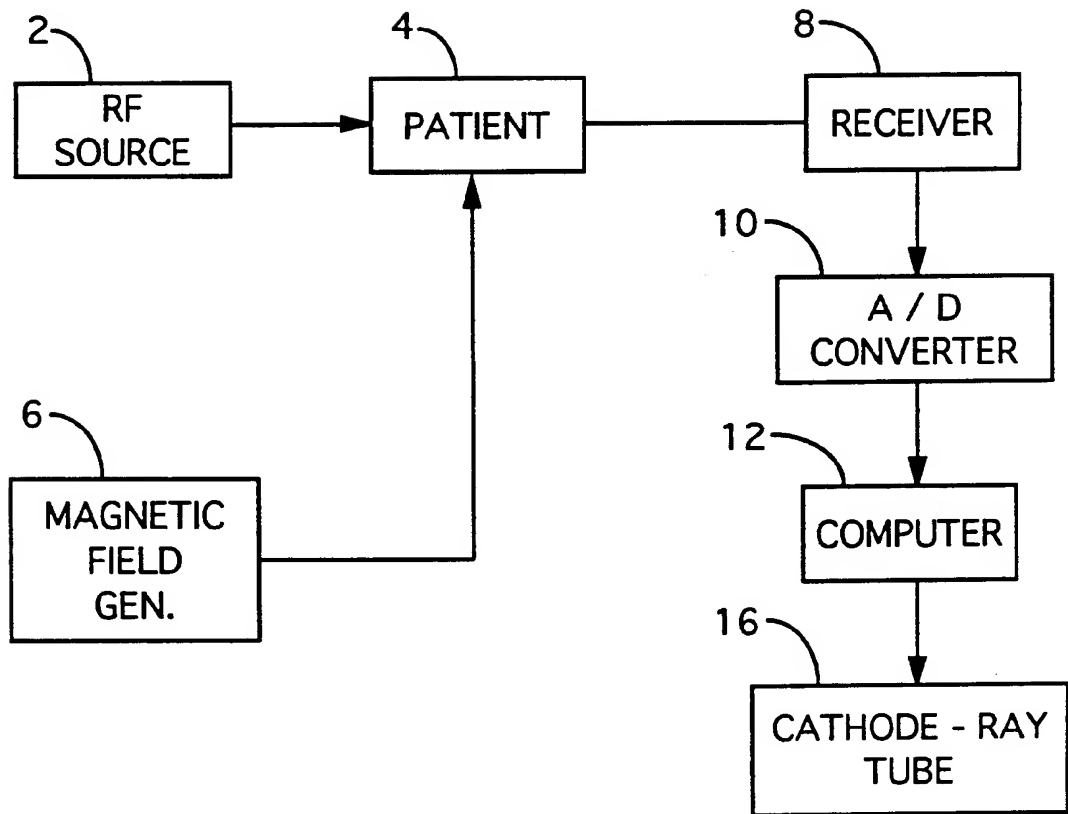 2
RF
SOURCE
4
PATIENT
8
RECEIVER
10
A / D
CONVERTER
6
MAGNETIC
FIELD
GEN.
12
COMPUTER
16
CATHODE - RAY
TUBE